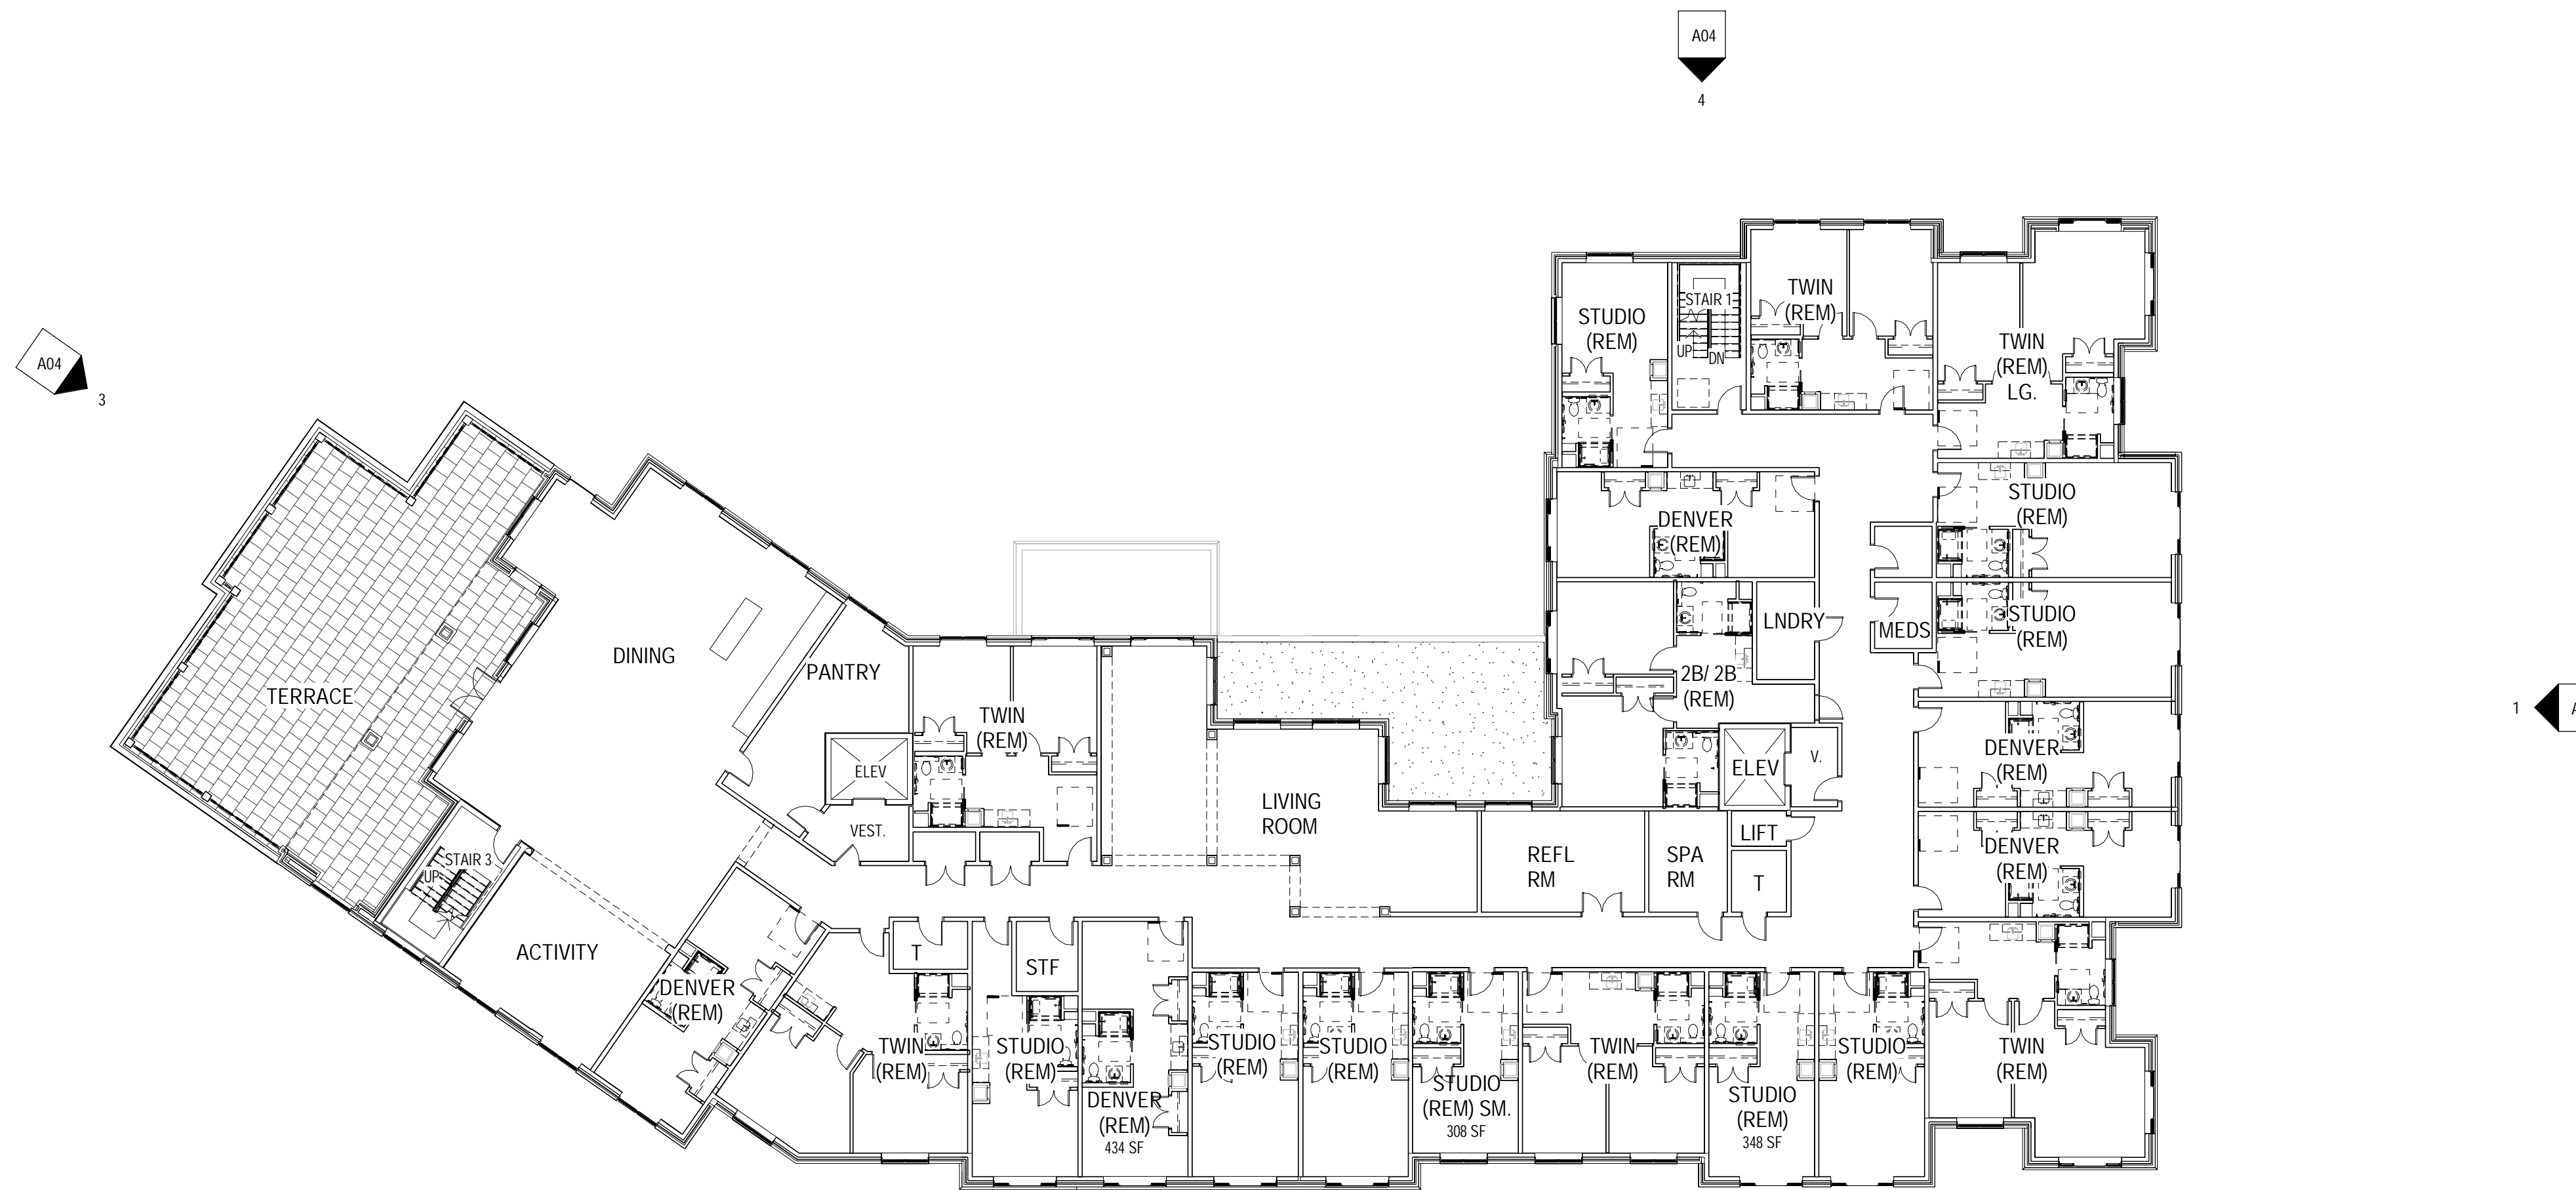 A04
4
A04
3
STUDIO
(REM)
STAIR 1
UP
DN
TWIN
(REM)
TWIN
(REM)
LG.
STUDIO
(REM)
DENVER
(REM)
STUDIO
(REM)
LNDRY
MEDS
2B/ 2B
(REM)
1
DENVER
(REM)
ELEV
V.
DENVER
(REM)
LIFT
T
SPA
RM
REFL
RM
LIVING
ROOM
TERRACE
DINING
PANTRY
TWIN
(REM)
ELEV
VEST.
STAIR 3
UP
ACTIVITY
DENVER
(REM)
T
STF
TWIN
(REM)
STUDIO
(REM)
DENVER
(REM)
434 SF
STUDIO
(REM)
STUDIO
(REM)
STUDIO
(REM) SM.
308 SF
TWIN
(REM)
STUDIO
(REM)
348 SF
STUDIO
(REM)
TWIN
(REM)